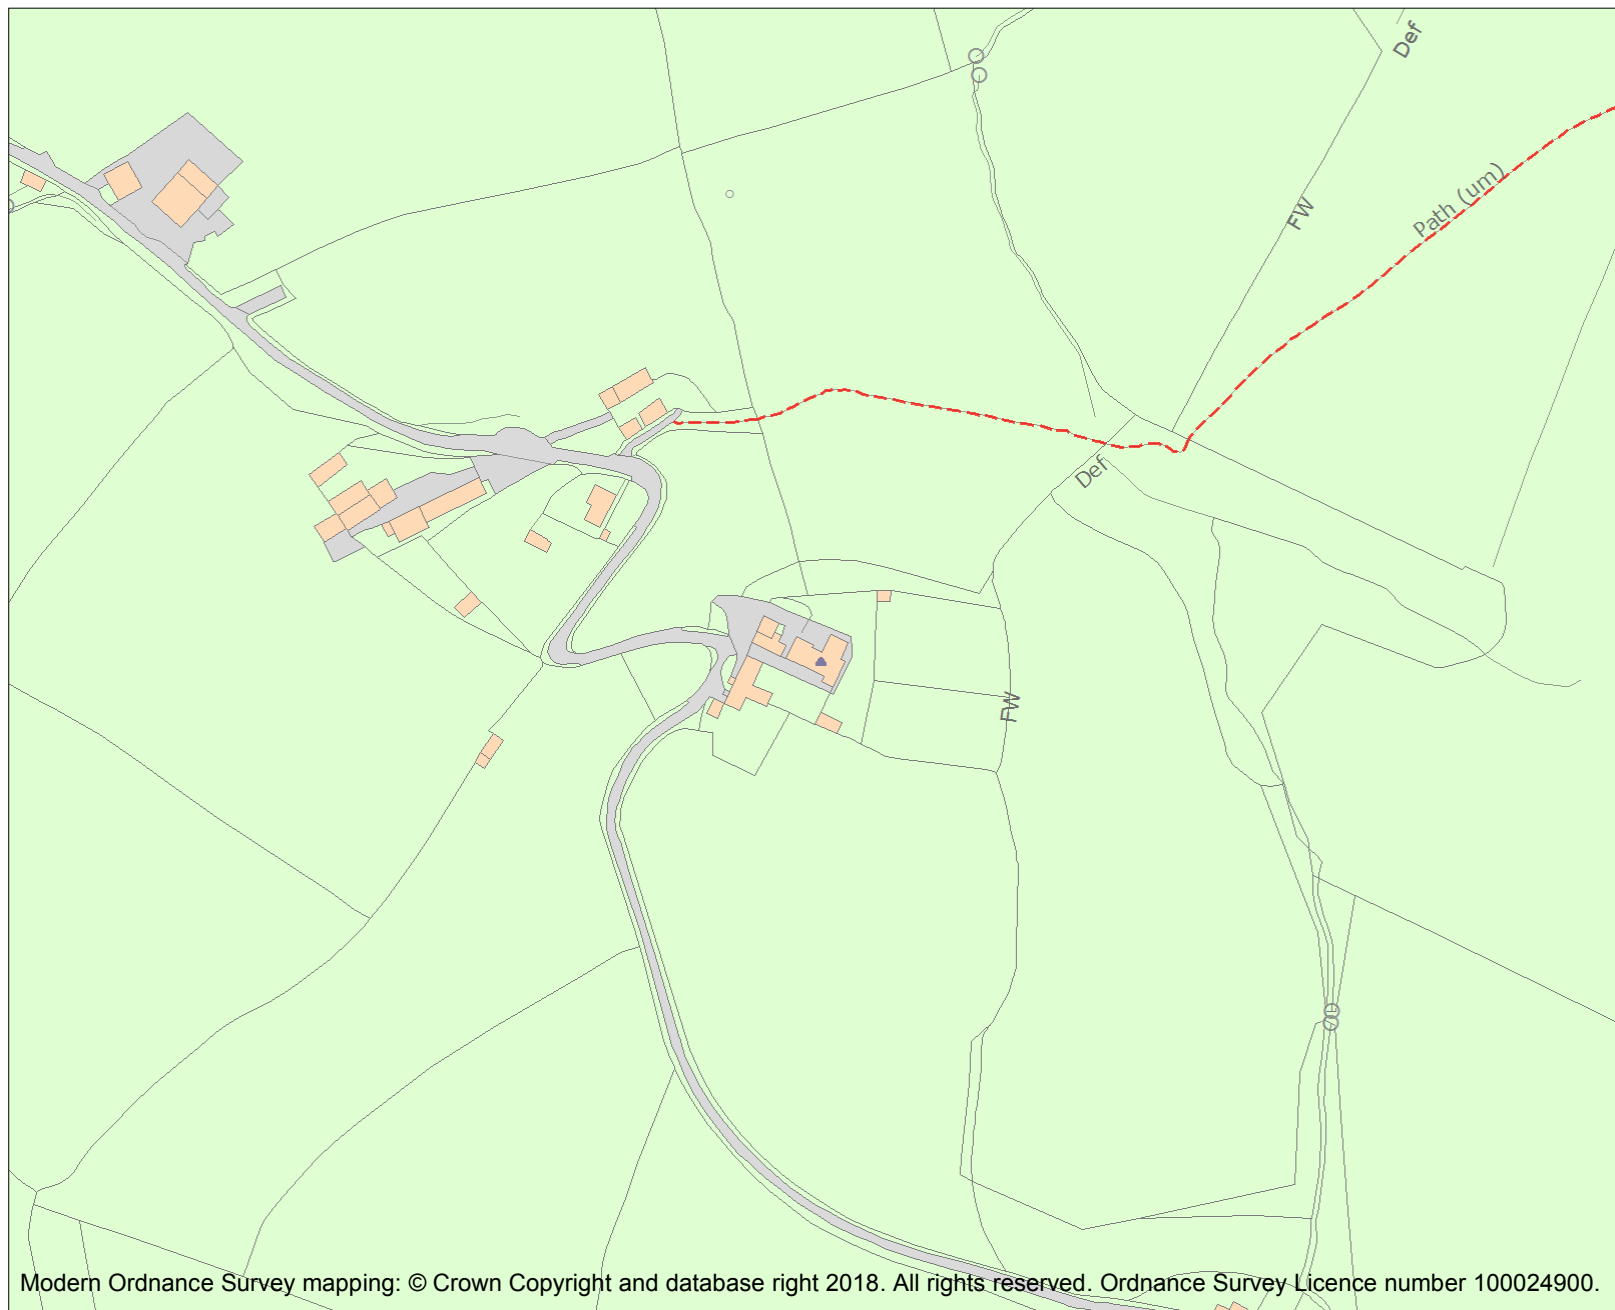 Def
FW
Path (um)
Def
FW
Modern Ordnance Survey mapping: © Crown Copyright and database right 2018. All rights reserved. Ordnance Survey Licence number 100024900.